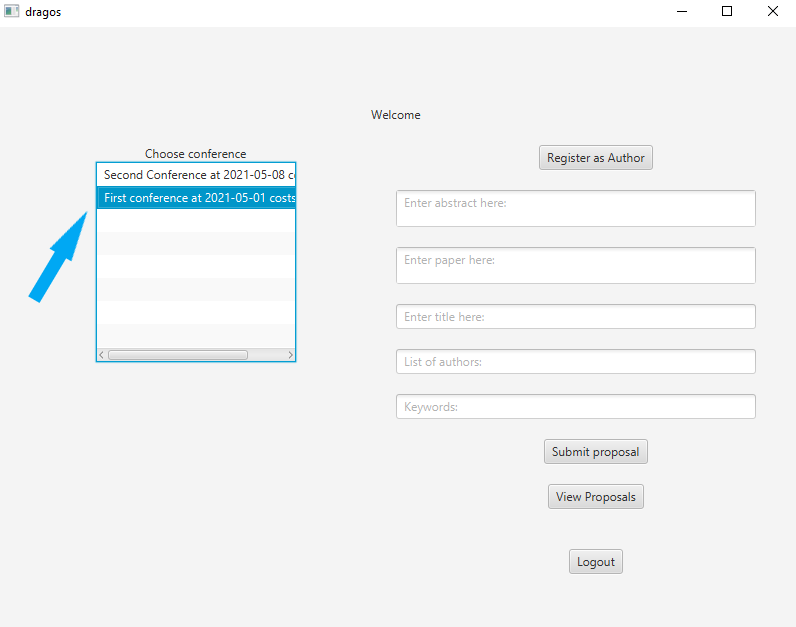 dragos
Welcome
Choose conference
Second Conference at 2021-05-08 c
First conference at 2021-05-01 costs
Register as Author
Enter abstract here:
Enter paper here:
Enter title here:
List of authors:
Keywords:
Submit proposal
View Proposals
Logout